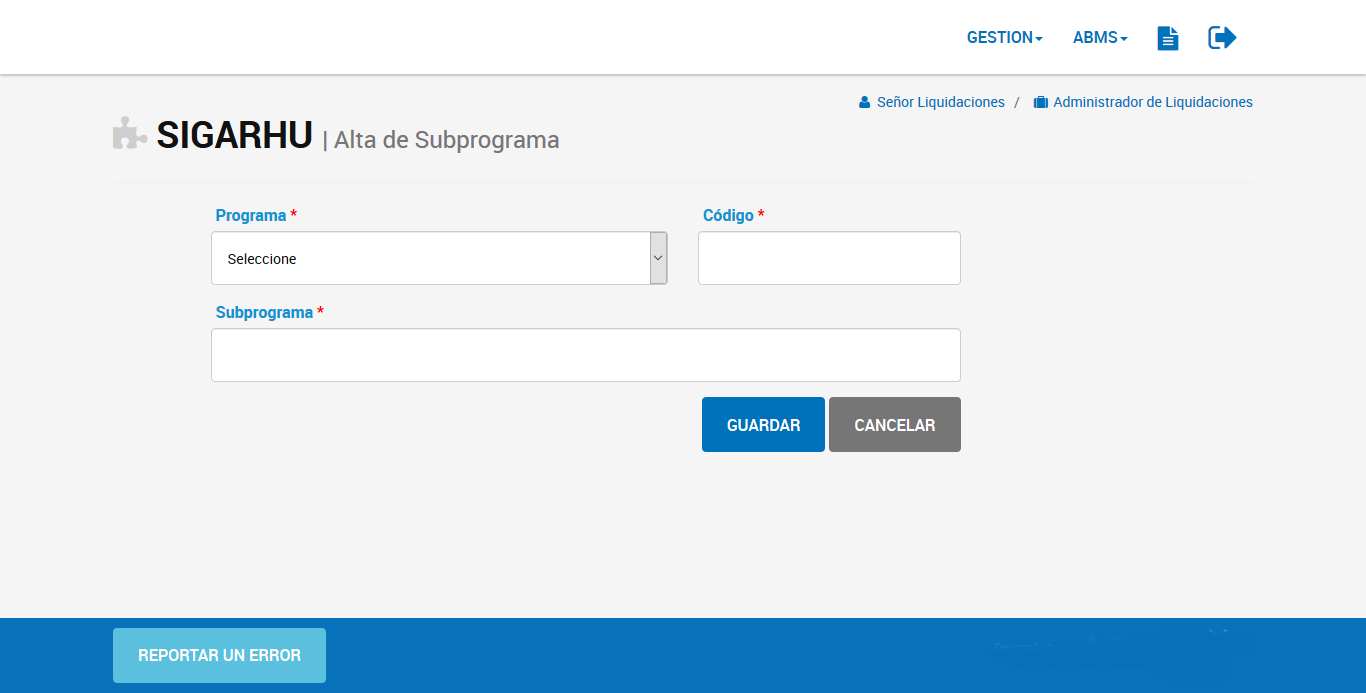 GESTION ABMS
Señor Liquidaciones / Administrador de Liquidaciones
SIGARHU | Alta de Subprograma
Programa * Código *
Seleccione
Subprograma *
GUARDAR CANCELAR
REPORTAR UN ERROR